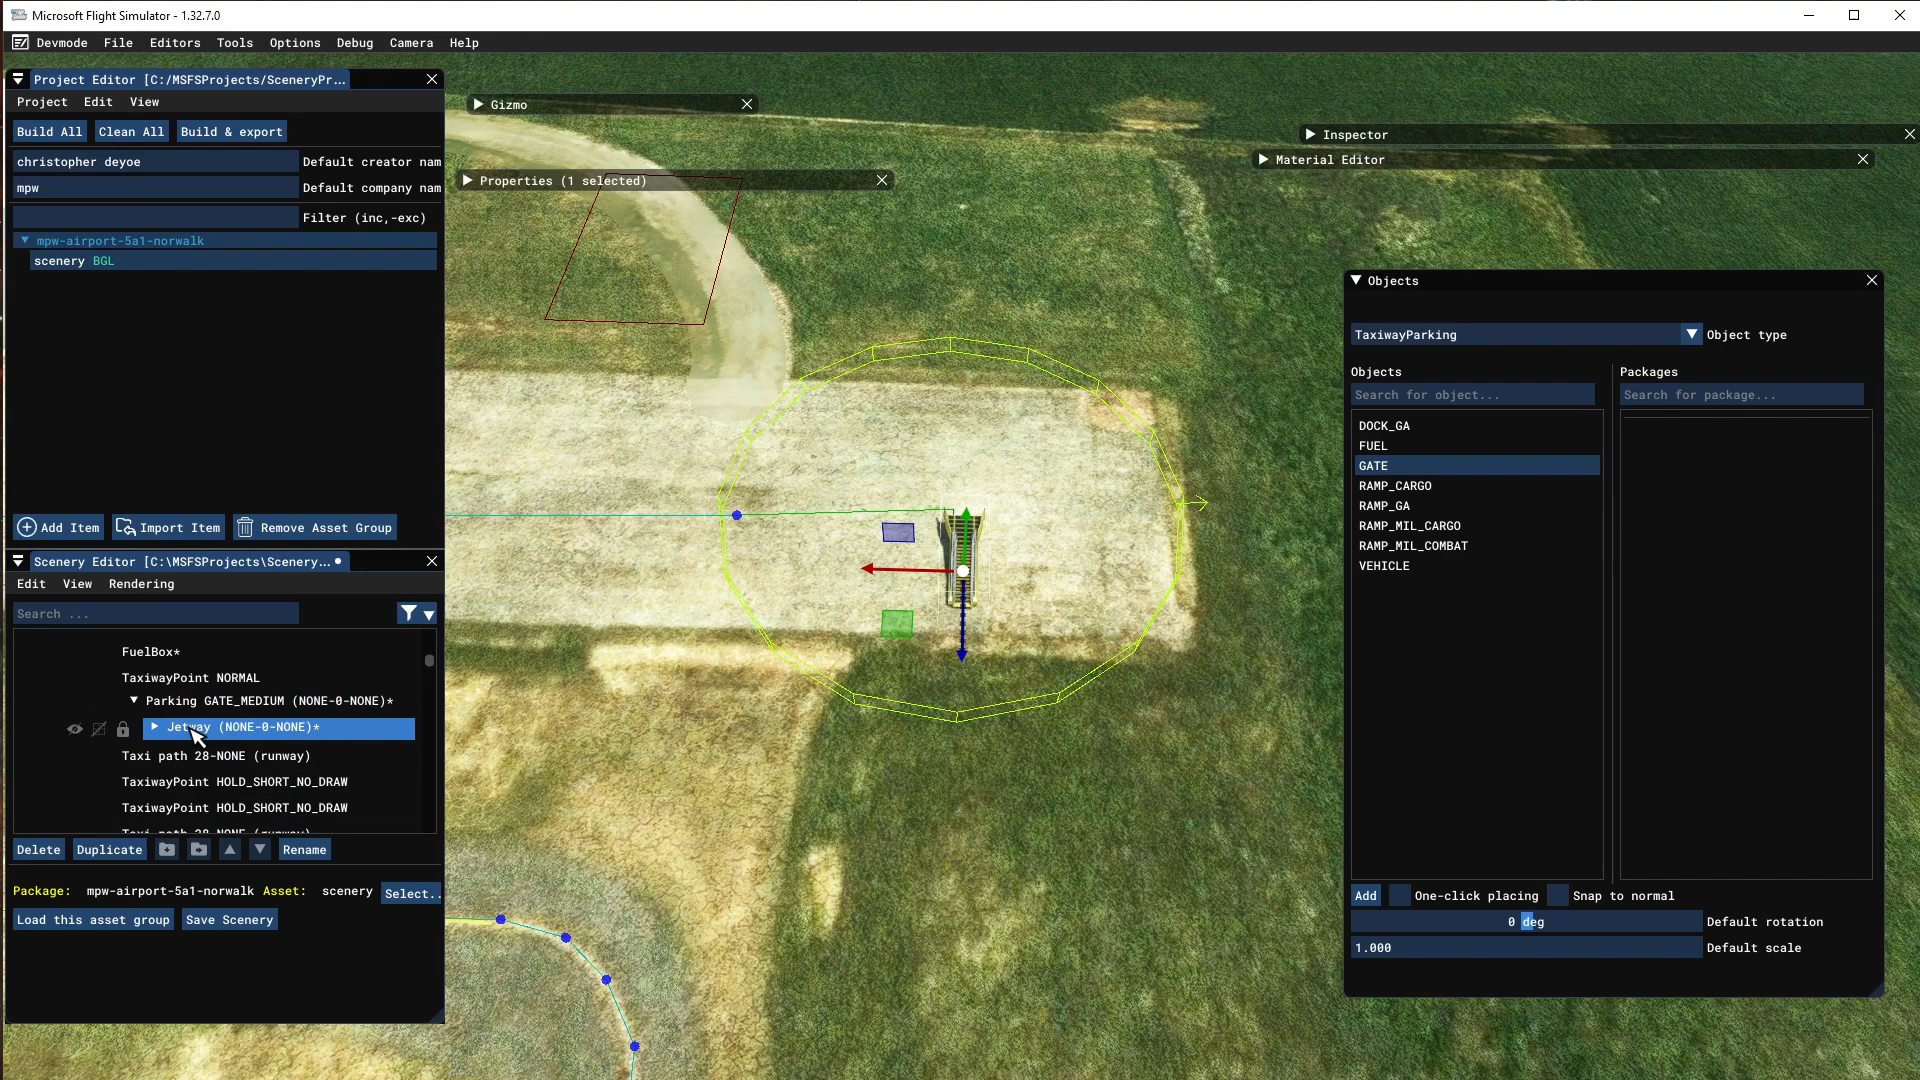 Microsoft Flight Simulator - 1.32.7.0
Devmode File Editors Tools Options Debug Camera Help
Project Editor [C:/MSFSProjects/SceneryPr...
Project Edit View
Build All Clean All Build & export
christopher deyoe Default creator nam
mpw Default company nam
Filter (inc,-exc)
mpw-airport-5a1-norwalk
scenery BGL
Add Item Import Item Remove Asset Group
Scenery Editor [C:\MSFSProjects\Scenery...
Edit View Rendering
Search ...
FuelBox*
TaxiwayPoint NORMAL
Parking GATE_MEDIUM (NONE-0-NONE)*
Jetway (NONE-0-NONE)*
Taxi path 28-NONE (runway)
TaxiwayPoint HOLD_SHORT_NO_DRAW
TaxiwayPoint HOLD_SHORT_NO_DRAW
Taxi path 28-NONE (runway)
Delete Duplicate Rename
Package: mpw-airport-5a1-norwalk Asset: scenery Select..
Load this asset group Save Scenery
Gizmo
Properties (1 selected)
Inspector
Material Editor
Objects
TaxiwayParking Object type
Objects Packages
Search for object... Search for package...
DOCK_GA
FUEL
GATE
RAMP_CARGO
RAMP_GA
RAMP_MIL_CARGO
RAMP_MIL_COMBAT
VEHICLE
Add One-click placing Snap to normal
0 deg Default rotation
1.000 Default scale